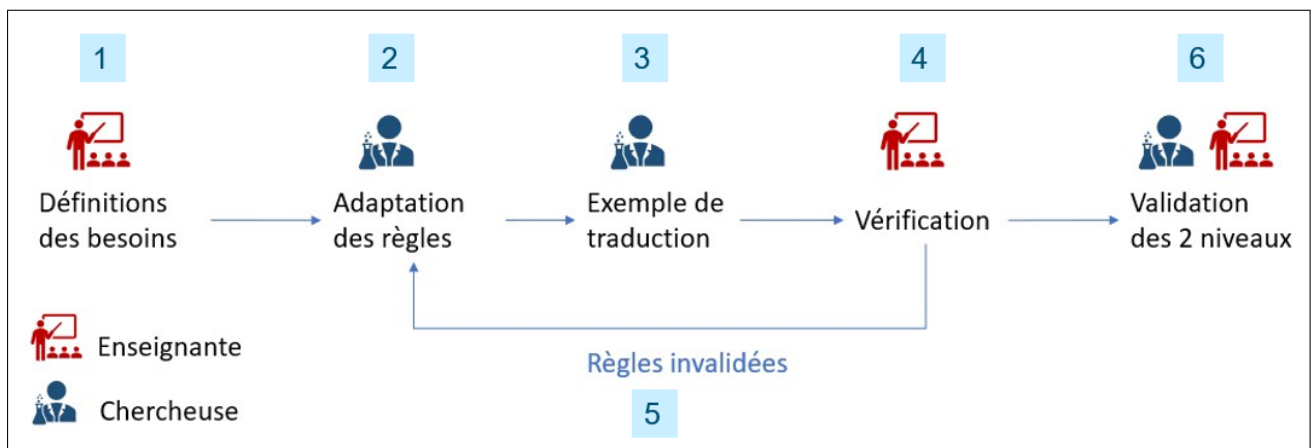 1
2
3
4
6
Définitions
des besoins
Adaptation
des règles
Exemple de
traduction
Vérification
Validation
des 2 niveaux
Règles invalidées
5
Enseignante
Chercheuse